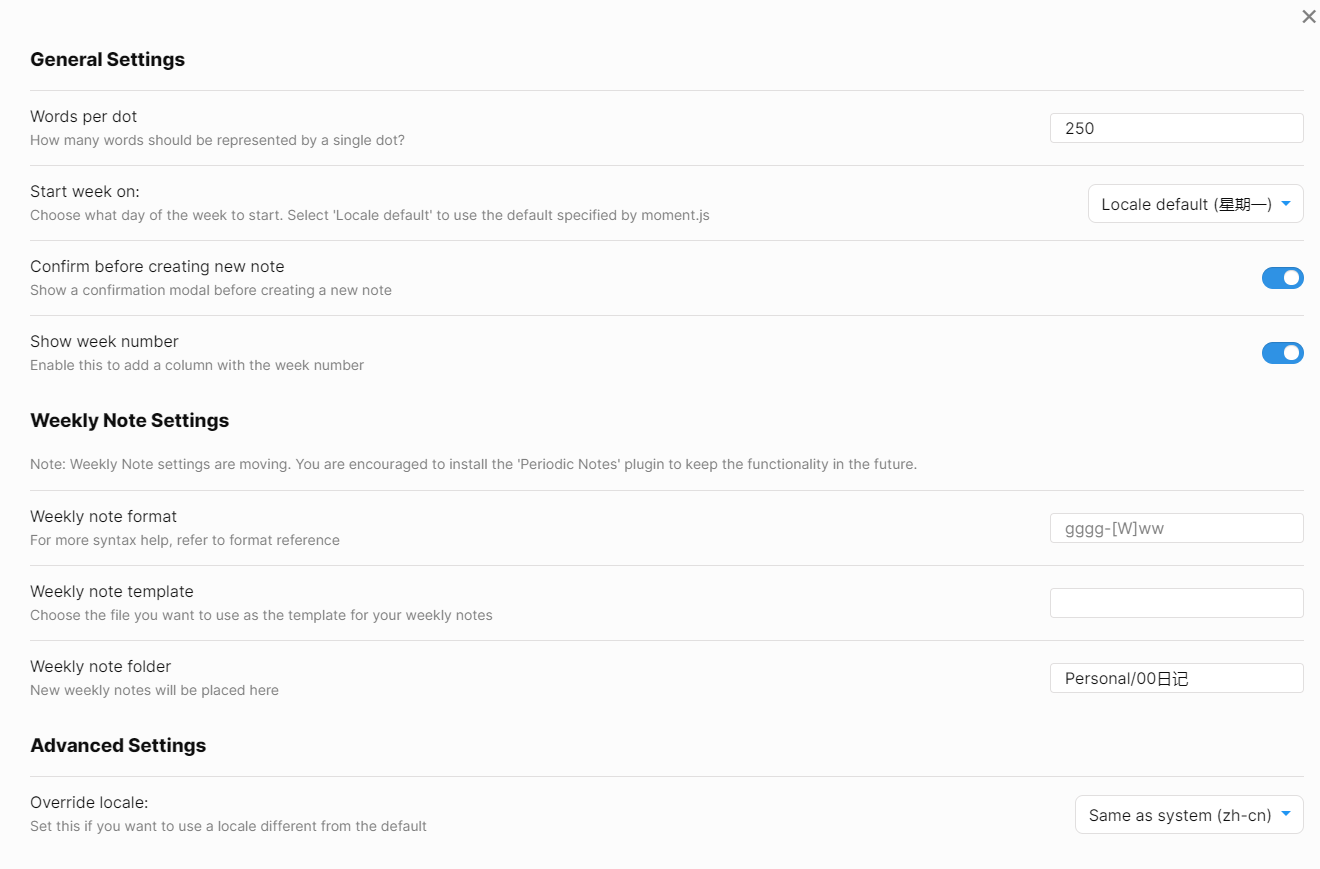 General Settings
Words per dot
How many words should be represented by a single dot?
250
Start week on:
Choose what day of the week to start. Select 'Locale default' to use the default specified by moment.js
Locale default (星期一)
Confirm before creating new note
Show a confirmation modal before creating a new note
Show week number
Enable this to add a column with the week number
Weekly Note Settings
Note: Weekly Note settings are moving. You are encouraged to install the 'Periodic Notes' plugin to keep the functionality in the future.
Weekly note format
For more syntax help, refer to format reference
gggg-[W]ww
Weekly note template
Choose the file you want to use as the template for your weekly notes
Weekly note folder
New weekly notes will be placed here
Personal/00日记
Advanced Settings
Override locale:
Set this if you want to use a locale different from the default
Same as system (zh-cn)